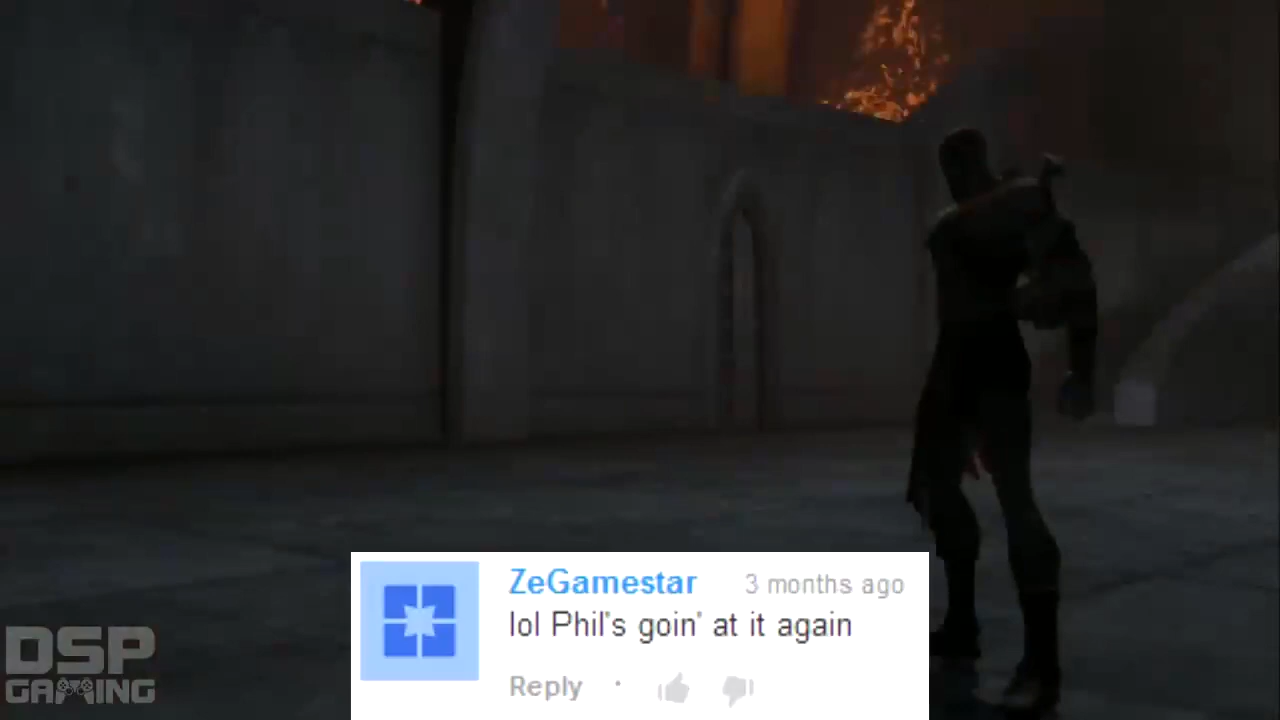 ZeGamestar 3 months ago
lol Phil's goin' at it again
Reply
DSP
GAMING